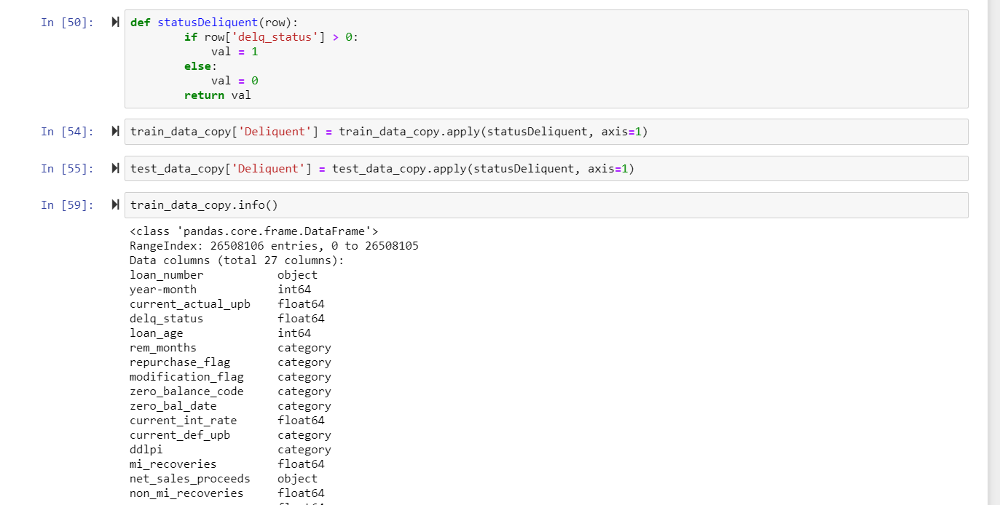 In [50]: def statusDeliquent(row):
        if row['delq_status'] > 0:
            val = 1
        else:
            val = 0
        return val
In [54]: train_data_copy['Deliquent'] = train_data_copy.apply(statusDeliquent, axis=1)
In [55]: test_data_copy['Deliquent'] = test_data_copy.apply(statusDeliquent, axis=1)
In [59]: train_data_copy.info()
<class 'pandas.core.frame.DataFrame'>
RangeIndex: 26508106 entries, 0 to 26508105
Data columns (total 27 columns):
loan_number           object
year-month            int64
current_actual_upb    float64
delq_status           float64
loan_age              int64
rem_months            category
repurchase_flag       category
modification_flag     category
zero_balance_code     category
zero_bal_date         category
current_int_rate      float64
current_def_upb       category
ddlpi                 category
mi_recoveries         float64
net_sales_proceeds    object
non_mi_recoveries     float64